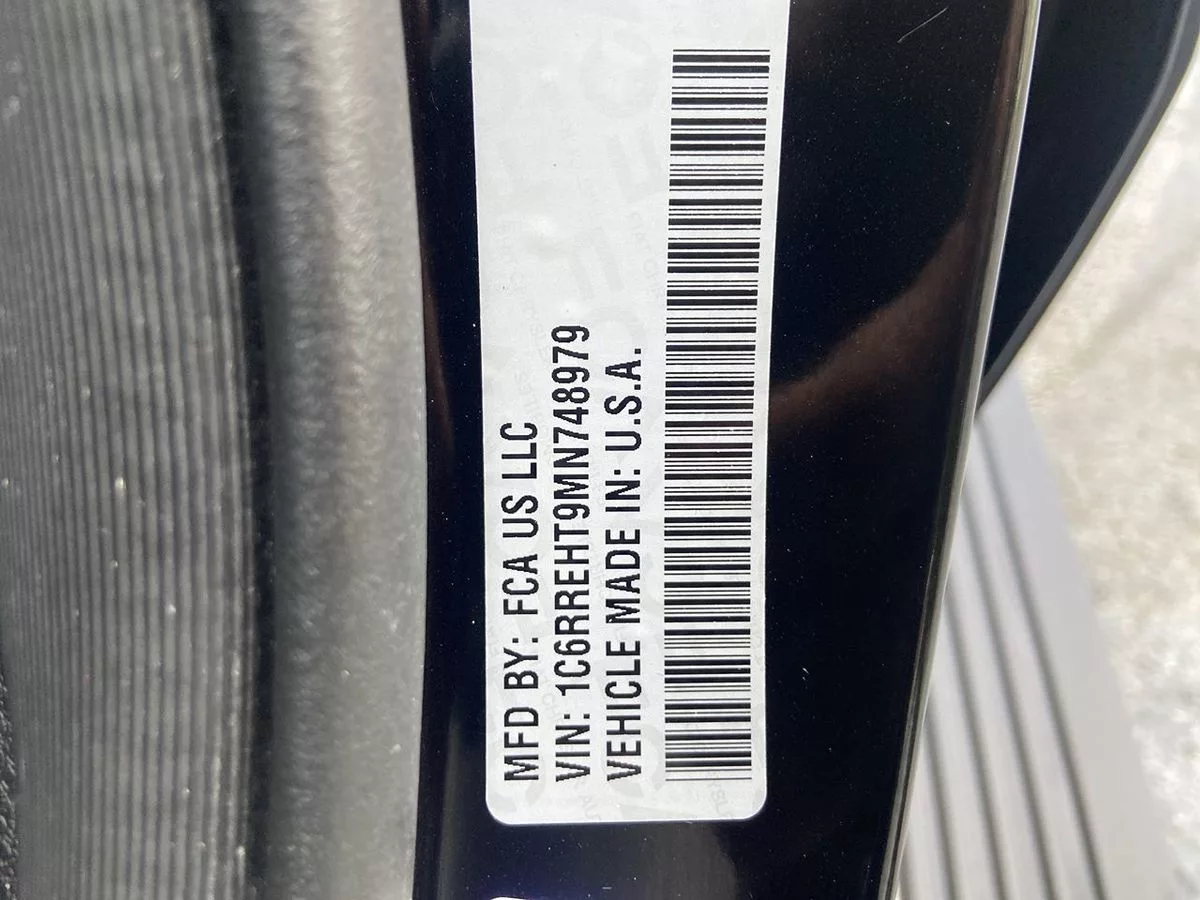 MFD BY: FCA US LLC
VIN: 1C6RREHT9MN748979
VEHICLE MADE IN: U.S.A.